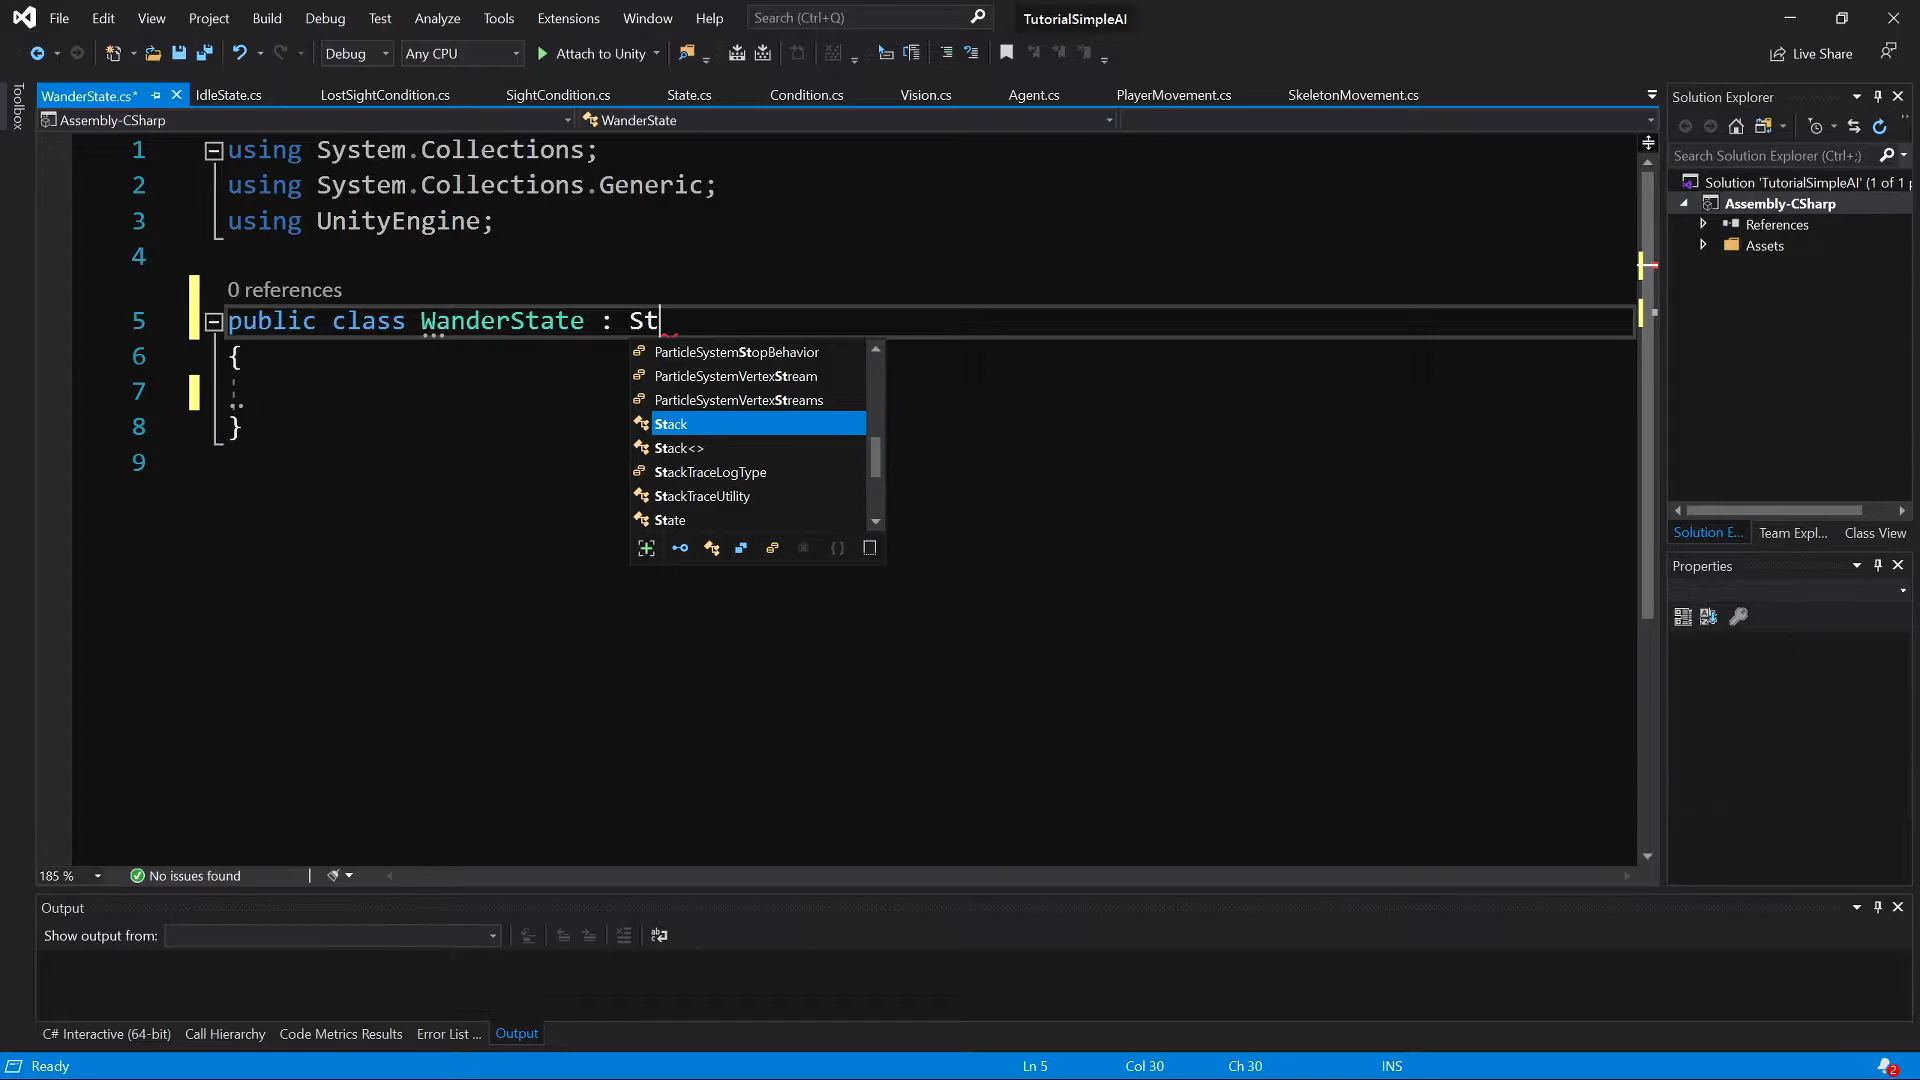 File Edit View Project Build Debug Test Analyze Tools Extensions Window Help Search (Ctrl+Q) TutorialSimpleAI
Debug Any CPU Attach to Unity Live Share
Toolbox
WanderState.cs* IdleState.cs LostSightCondition.cs SightCondition.cs State.cs Condition.cs Vision.cs Agent.cs PlayerMovement.cs SkeletonMovement.cs
Assembly-CSharp WanderState
1 using System.Collections;
2 using System.Collections.Generic;
3 using UnityEngine;
4
0 references
5 public class WanderState : St
6 {
7
8 }
9
ParticleSystemStopBehavior
ParticleSystemVertexStream
ParticleSystemVertexStreams
Stack
Stack<>
StackTraceLogType
StackTraceUtility
State
185 % No issues found
Solution Explorer
Search Solution Explorer (Ctrl+;)
Solution 'TutorialSimpleAI' (1 of 1 p
Assembly-CSharp
References
Assets
Solution E... Team Expl... Class View
Properties
Output
Show output from:
C# Interactive (64-bit) Call Hierarchy Code Metrics Results Error List ... Output
Ready Ln 5 Col 30 Ch 30 INS 2